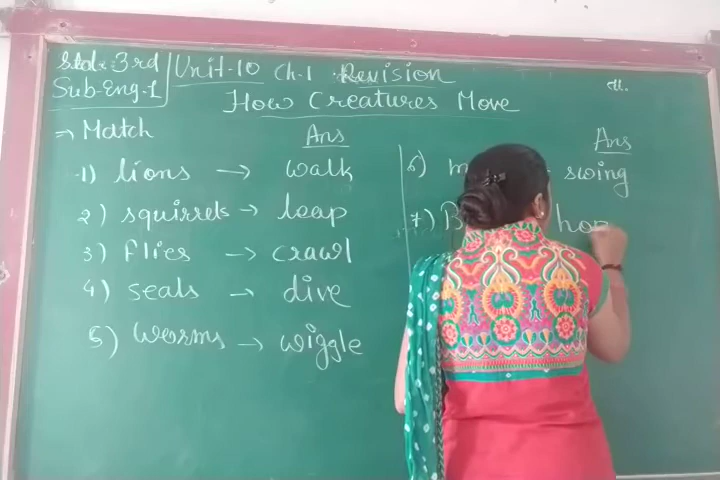 Std:- 3rd
Sub-Eng-1
Unit-10 Ch-1 Revision
How Creatures Move
⇒ Match
Ans
1) lions → walk
2) squirrels → leap
3) flies → crawl
4) seals → dive
5) worms → wiggle
Ans
6) m swing
7) B hop